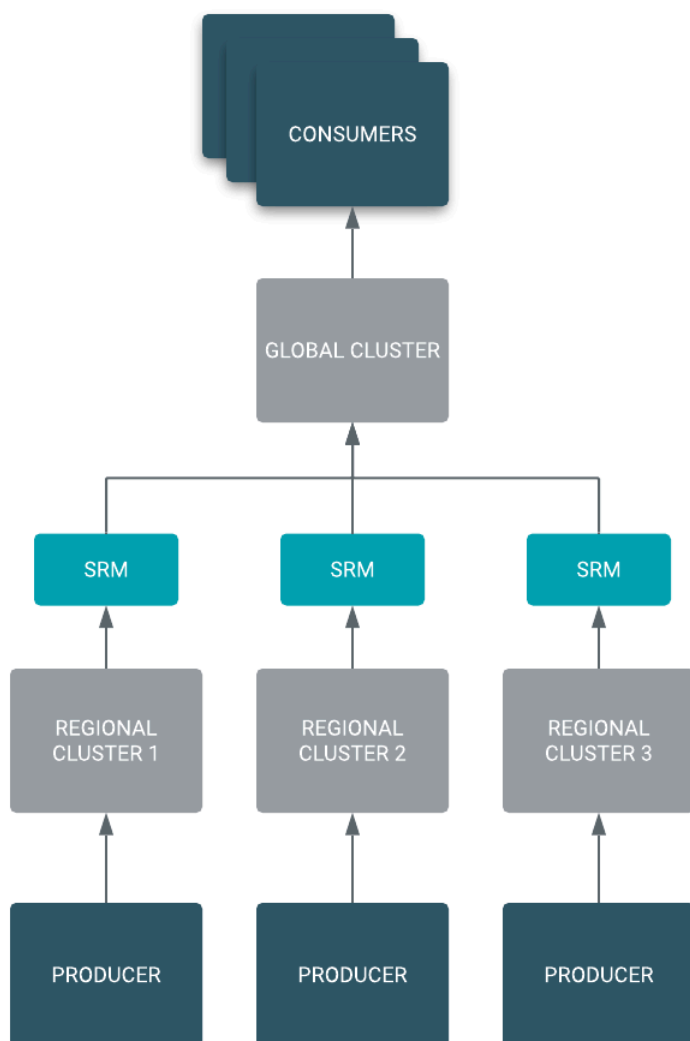 CONSUMERS
GLOBAL CLUSTER
SRM
SRM
SRM
REGIONAL
CLUSTER 1
REGIONAL
CLUSTER 2
REGIONAL
CLUSTER 3
PRODUCER
PRODUCER
PRODUCER